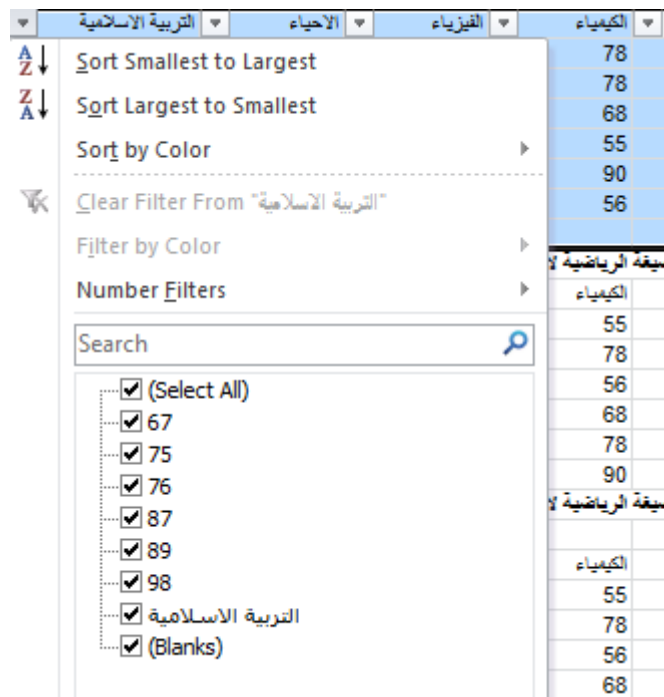 الكيمياء الفيزياء الاحياء التربية الاسلامية
Sort Smallest to Largest
Sort Largest to Smallest
Sort by Color
Clear Filter From "التربية الاسلامية"
Filter by Color
Number Filters
Search
(Select All)
67
75
76
87
89
98
التربية الاسلامية
(Blanks)
78
78
68
55
90
56
الرياضية
الكيمياء
55
78
56
68
78
90
الرياضية
الكيمياء
55
78
56
68